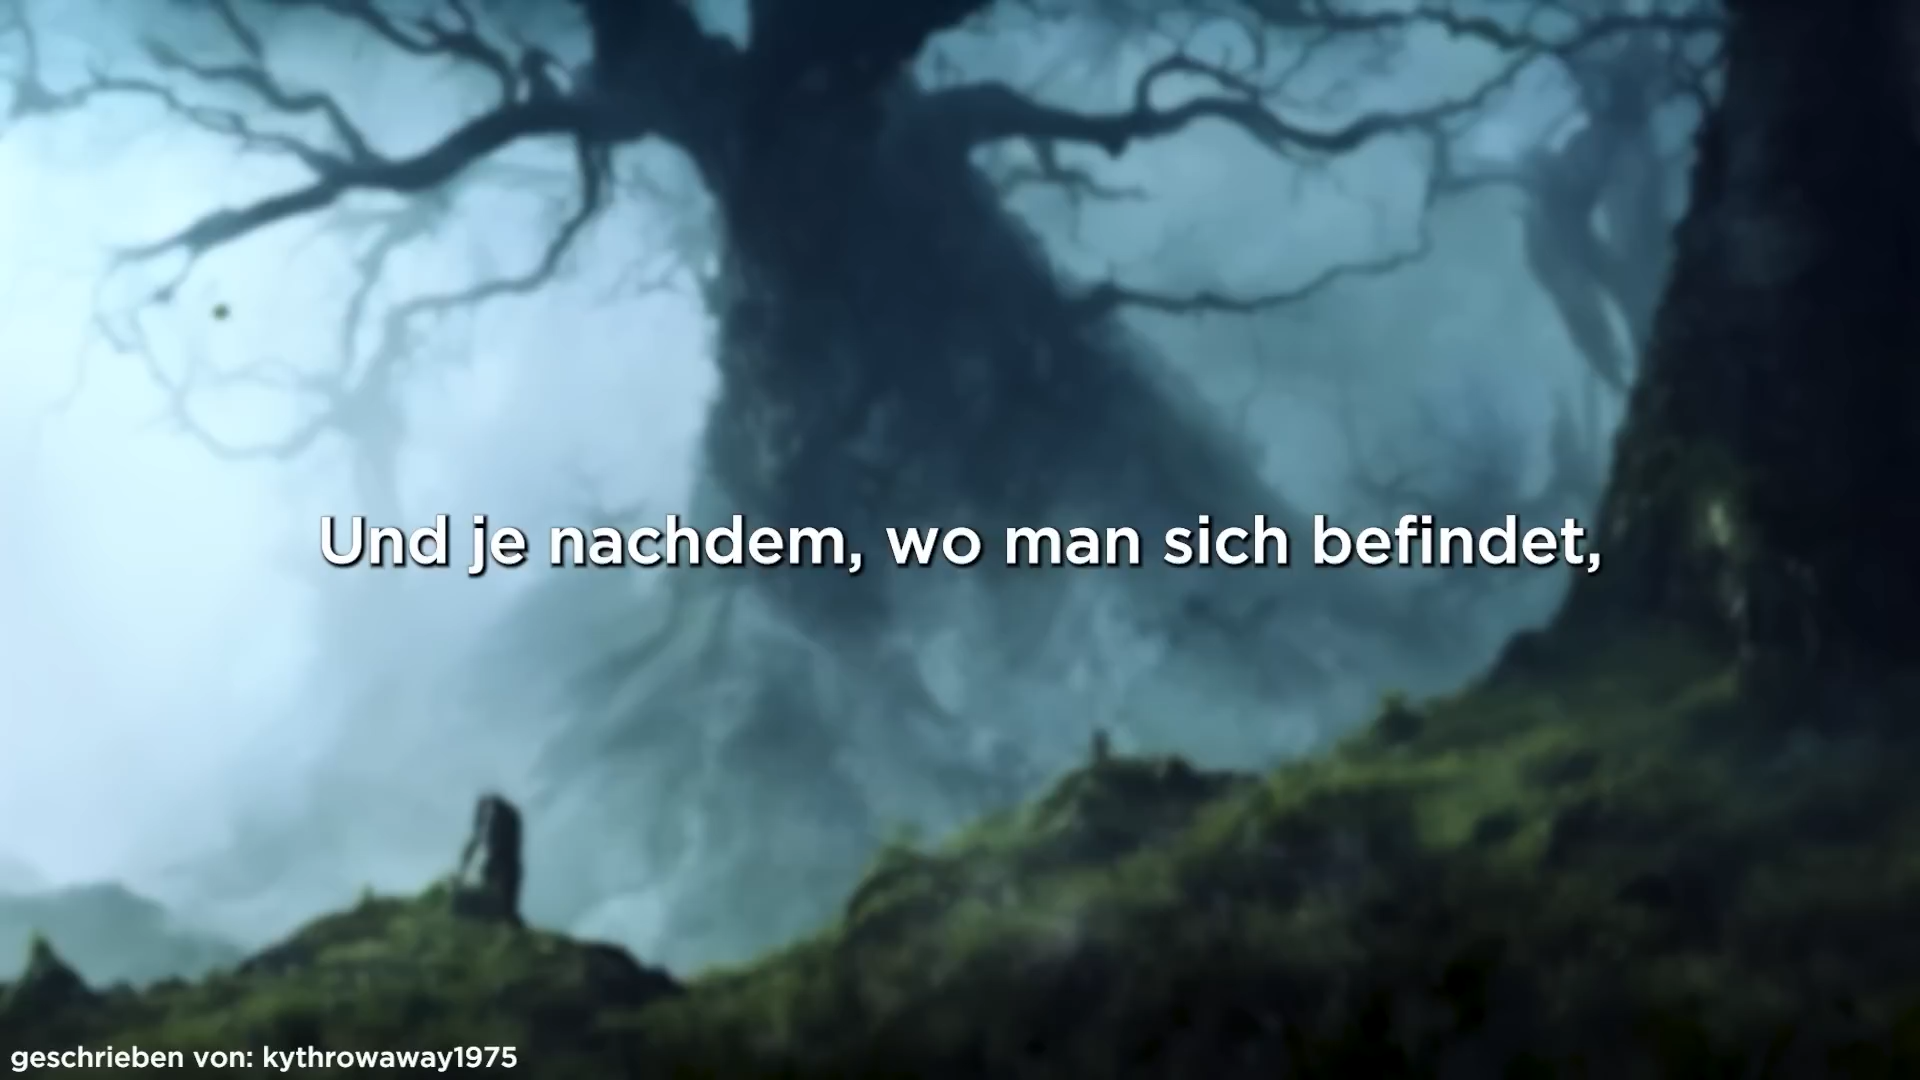 Und je nachdem, wo man sich befindet,
geschrieben von: kythrowaway1975